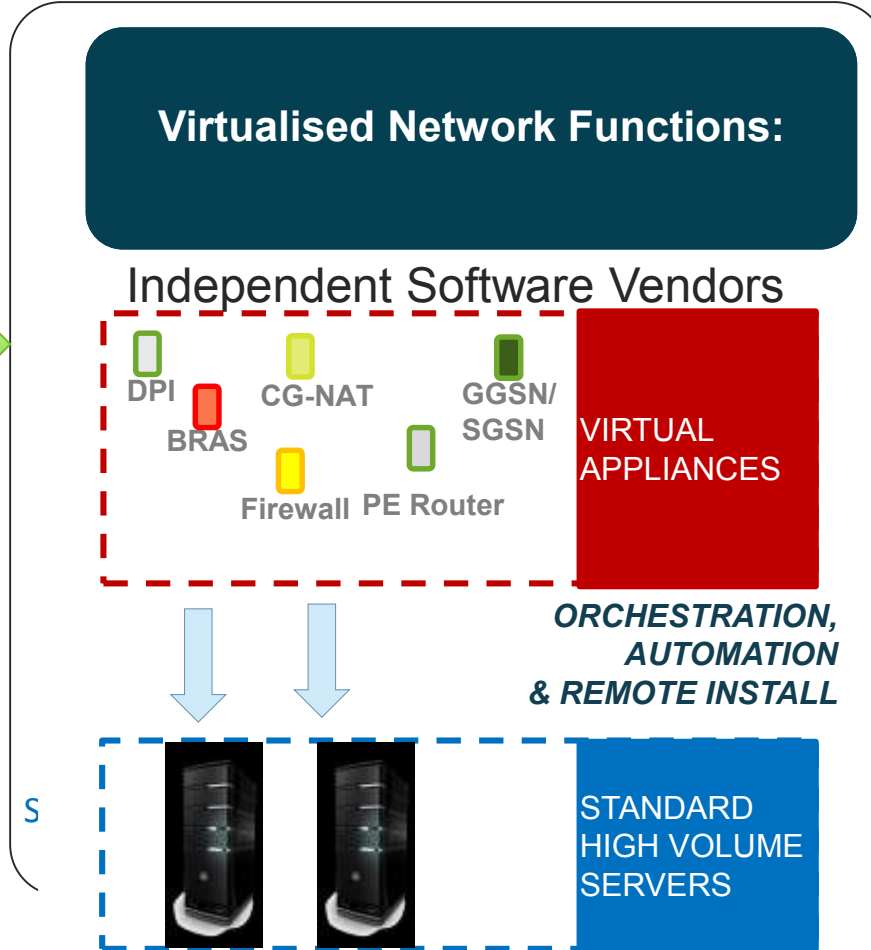 Virtualised Network Functions:
Independent Software Vendors
DPI
CG-NAT
GGSN/
SGSN
BRAS
Firewall
PE Router
VIRTUAL
APPLIANCES
ORCHESTRATION,
AUTOMATION
& REMOTE INSTALL
S
STANDARD
HIGH VOLUME
SERVERS